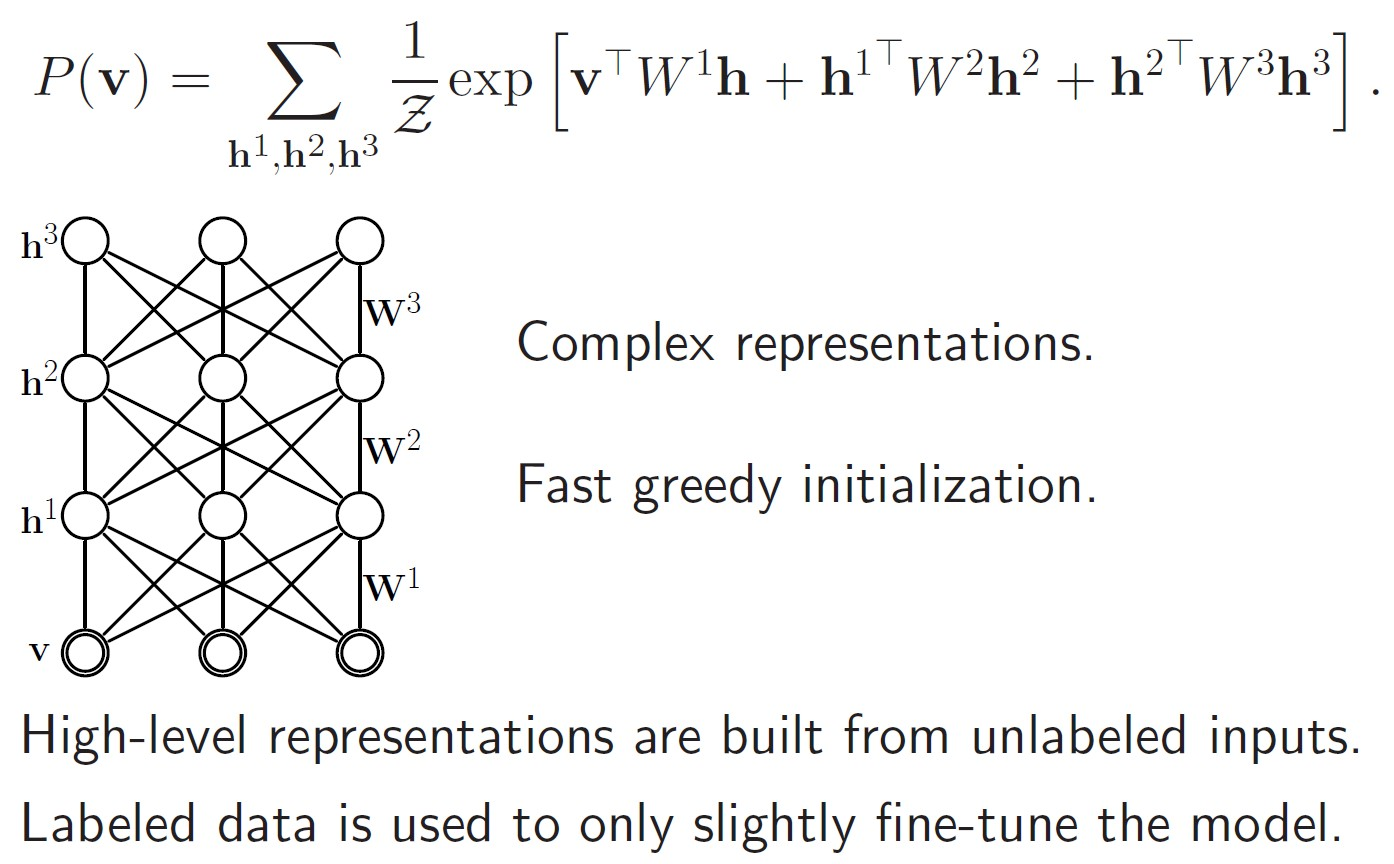 P(v) = ∑_{h¹,h²,h³} 1/𝒵 exp [v^⊤ W¹h + h¹^⊤ W²h² + h²^⊤ W³h³] .
h³
W³
Complex representations.
h²
W²
Fast greedy initialization.
h¹
W¹
v
High-level representations are built from unlabeled inputs.
Labeled data is used to only slightly fine-tune the model.